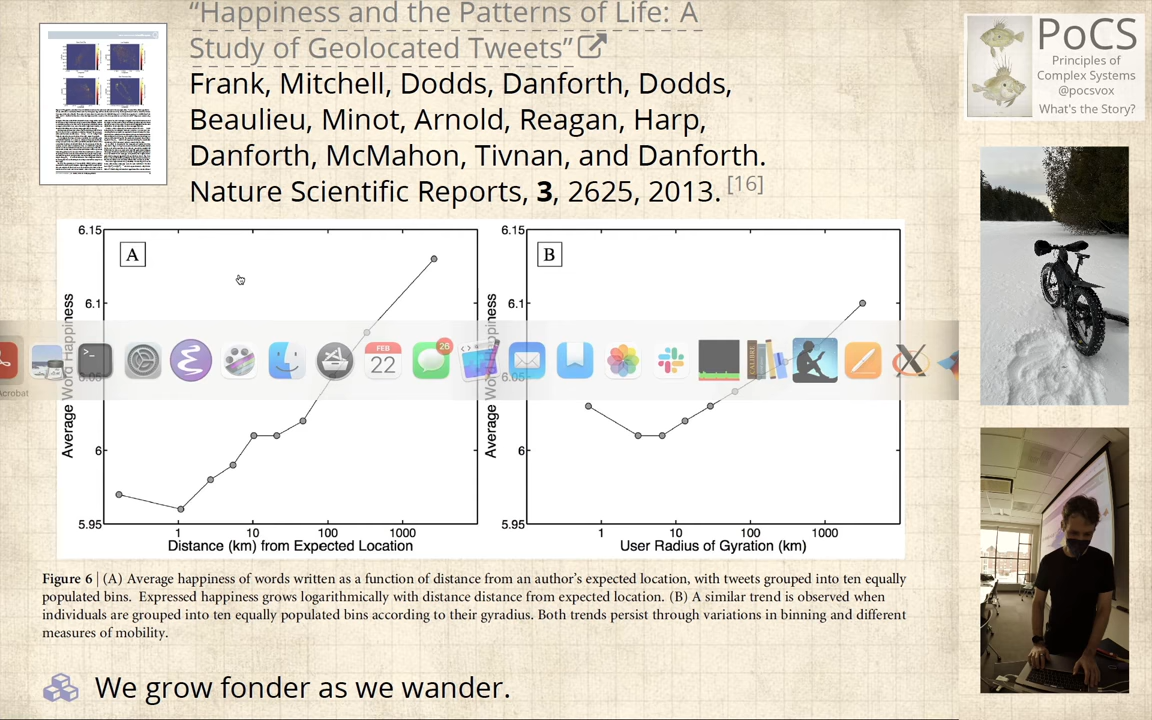 “Happiness and the Patterns of Life: A
Study of Geolocated Tweets”
Frank, Mitchell, Dodds, Danforth, Dodds,
Beaulieu, Minot, Arnold, Reagan, Harp,
Danforth, McMahon, Tivnan, and Danforth.
Nature Scientific Reports, 3, 2625, 2013. [16]
PoCS
Principles of
Complex Systems
@pocsvox
What's the Story?
A
6.15
6.1
6.05
6
5.95
Average Word Happiness
1
10
100
1000
Distance (km) from Expected Location
B
6.15
6.1
6.05
6
5.95
Average Word Happiness
1
10
100
1000
User Radius of Gyration (km)
Acrobat
>_
FEB
22
26
< >
CALIBRE
X
Figure 6 | (A) Average happiness of words written as a function of distance from an author's expected location, with tweets grouped into ten equally
populated bins. Expressed happiness grows logarithmically with distance distance from expected location. (B) A similar trend is observed when
individuals are grouped into ten equally populated bins according to their gyradius. Both trends persist through variations in binning and different
measures of mobility.
We grow fonder as we wander.